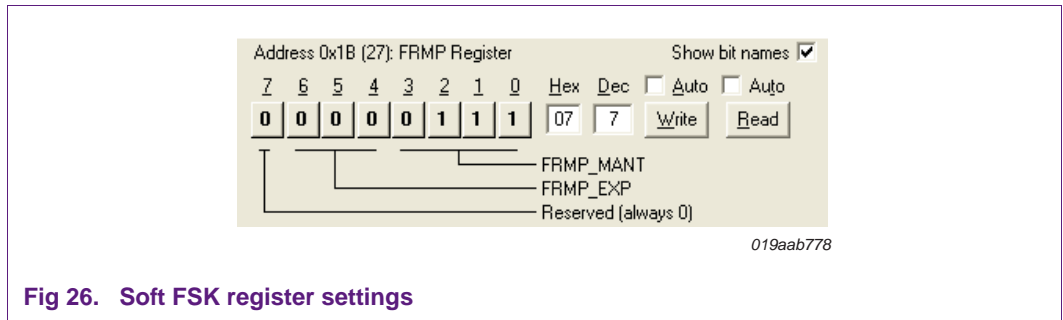 Address 0x1B (27): FRMP Register Show bit names
7 6 5 4 3 2 1 0 Hex Dec Auto Auto
0 0 0 0 0 1 1 1 07 7 Write Read
FRMP_MANT
FRMP_EXP
Reserved (always 0)
019aab778
Fig 26. Soft FSK register settings